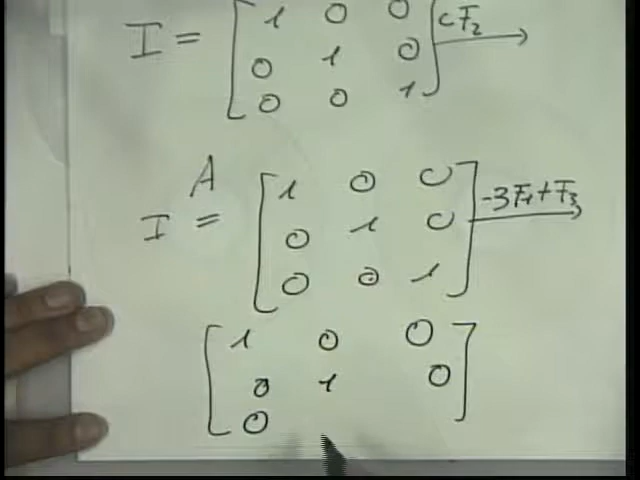 I = [ 1 0 0 ] cF₂ →
0 1 0
0 0 1
A
I = [ 1 0 0 ] -3F₁+F₃ →
0 1 0
0 0 1
[ 1 0 0 ]
0 1 0
0